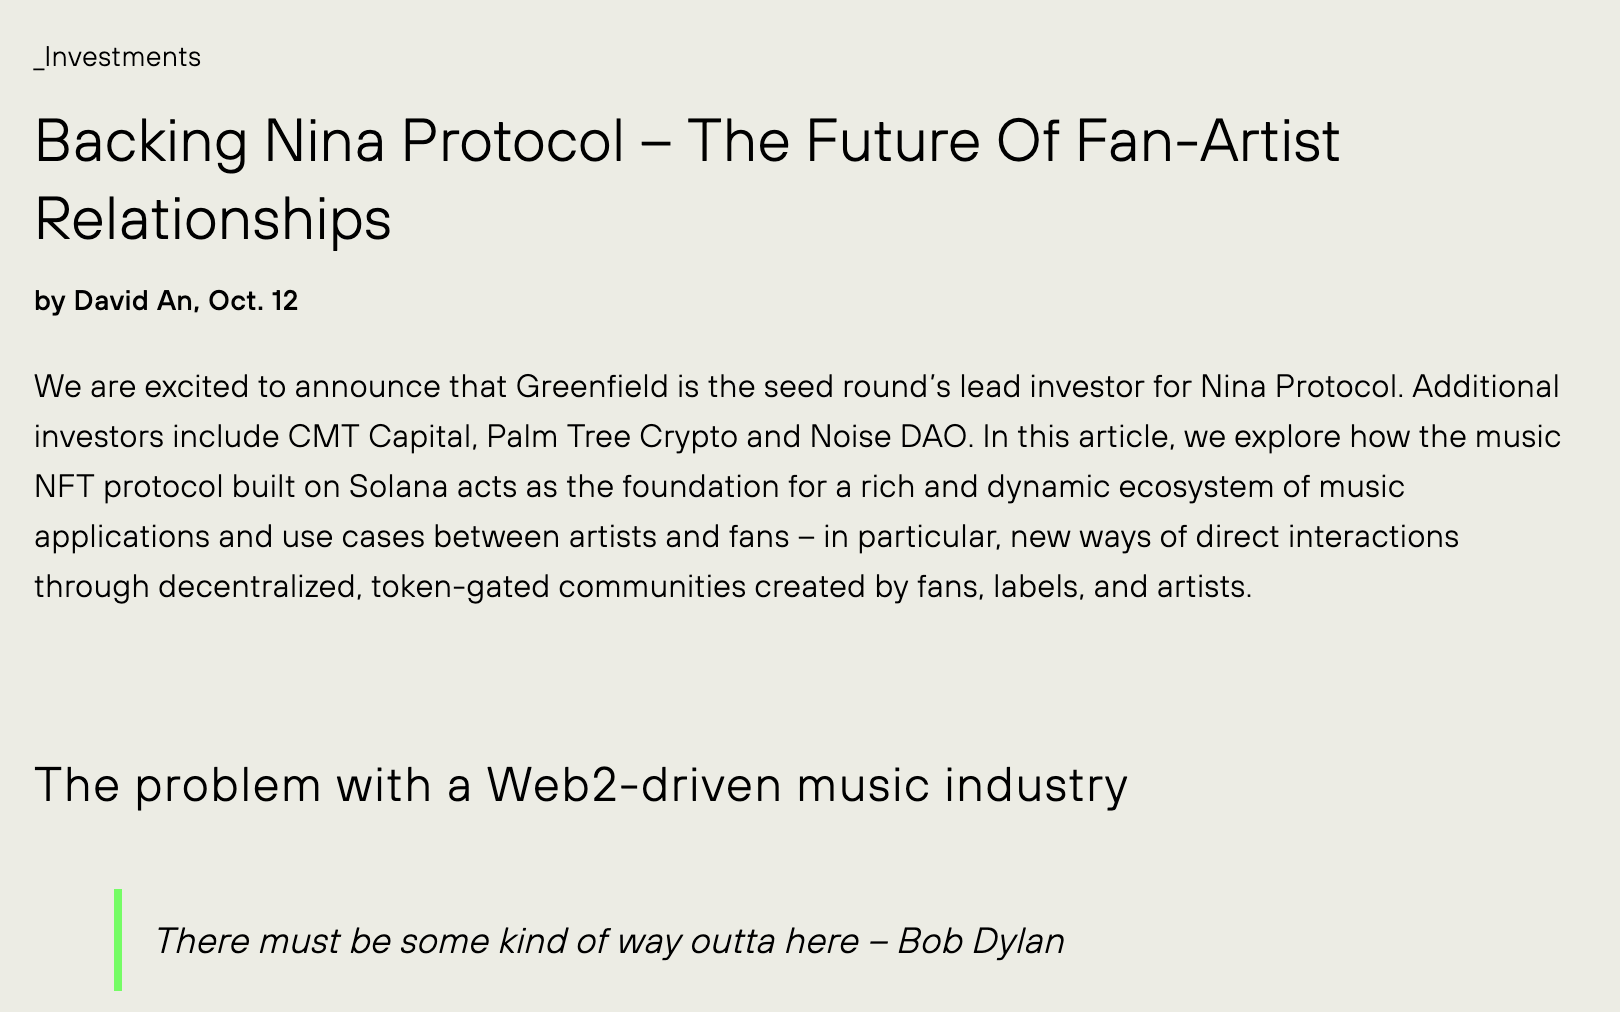 _Investments
Backing Nina Protocol – The Future Of Fan-Artist
Relationships
by David An, Oct. 12
We are excited to announce that Greenfield is the seed round’s lead investor for Nina Protocol. Additional
investors include CMT Capital, Palm Tree Crypto and Noise DAO. In this article, we explore how the music
NFT protocol built on Solana acts as the foundation for a rich and dynamic ecosystem of music
applications and use cases between artists and fans – in particular, new ways of direct interactions
through decentralized, token-gated communities created by fans, labels, and artists.
The problem with a Web2-driven music industry
There must be some kind of way outta here – Bob Dylan